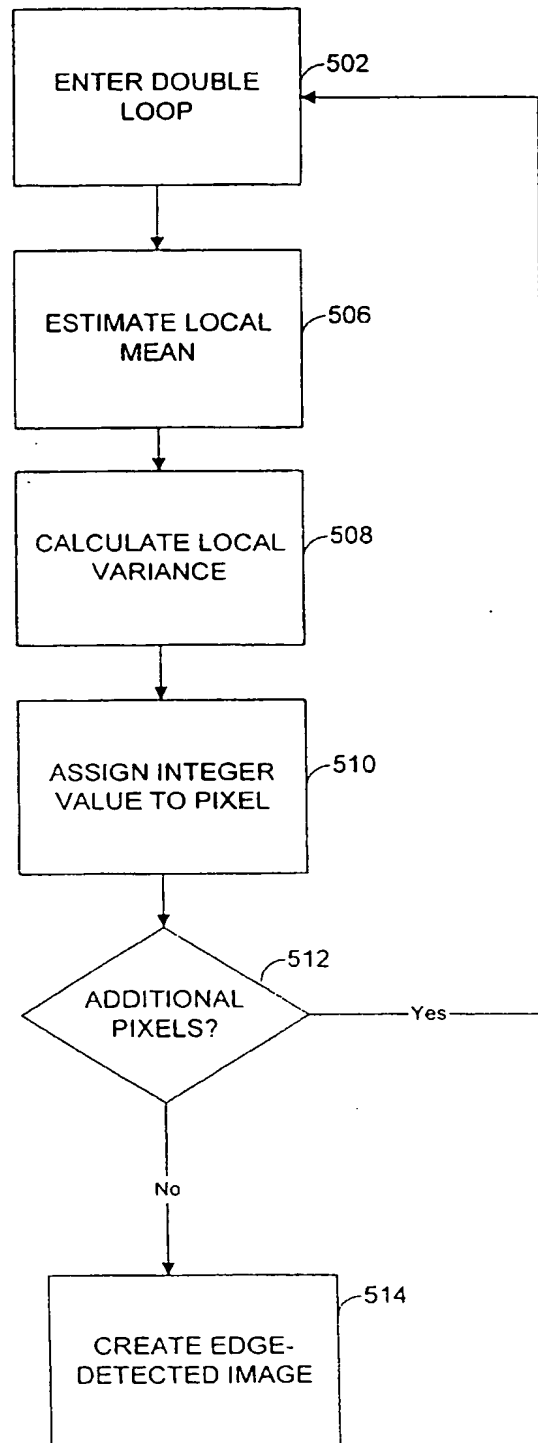 ENTER DOUBLE
LOOP
502
ESTIMATE LOCAL
MEAN
506
CALCULATE LOCAL
VARIANCE
508
ASSIGN INTEGER
VALUE TO PIXEL
510
ADDITIONAL
PIXELS?
512
Yes
No
CREATE EDGE-
DETECTED IMAGE
514